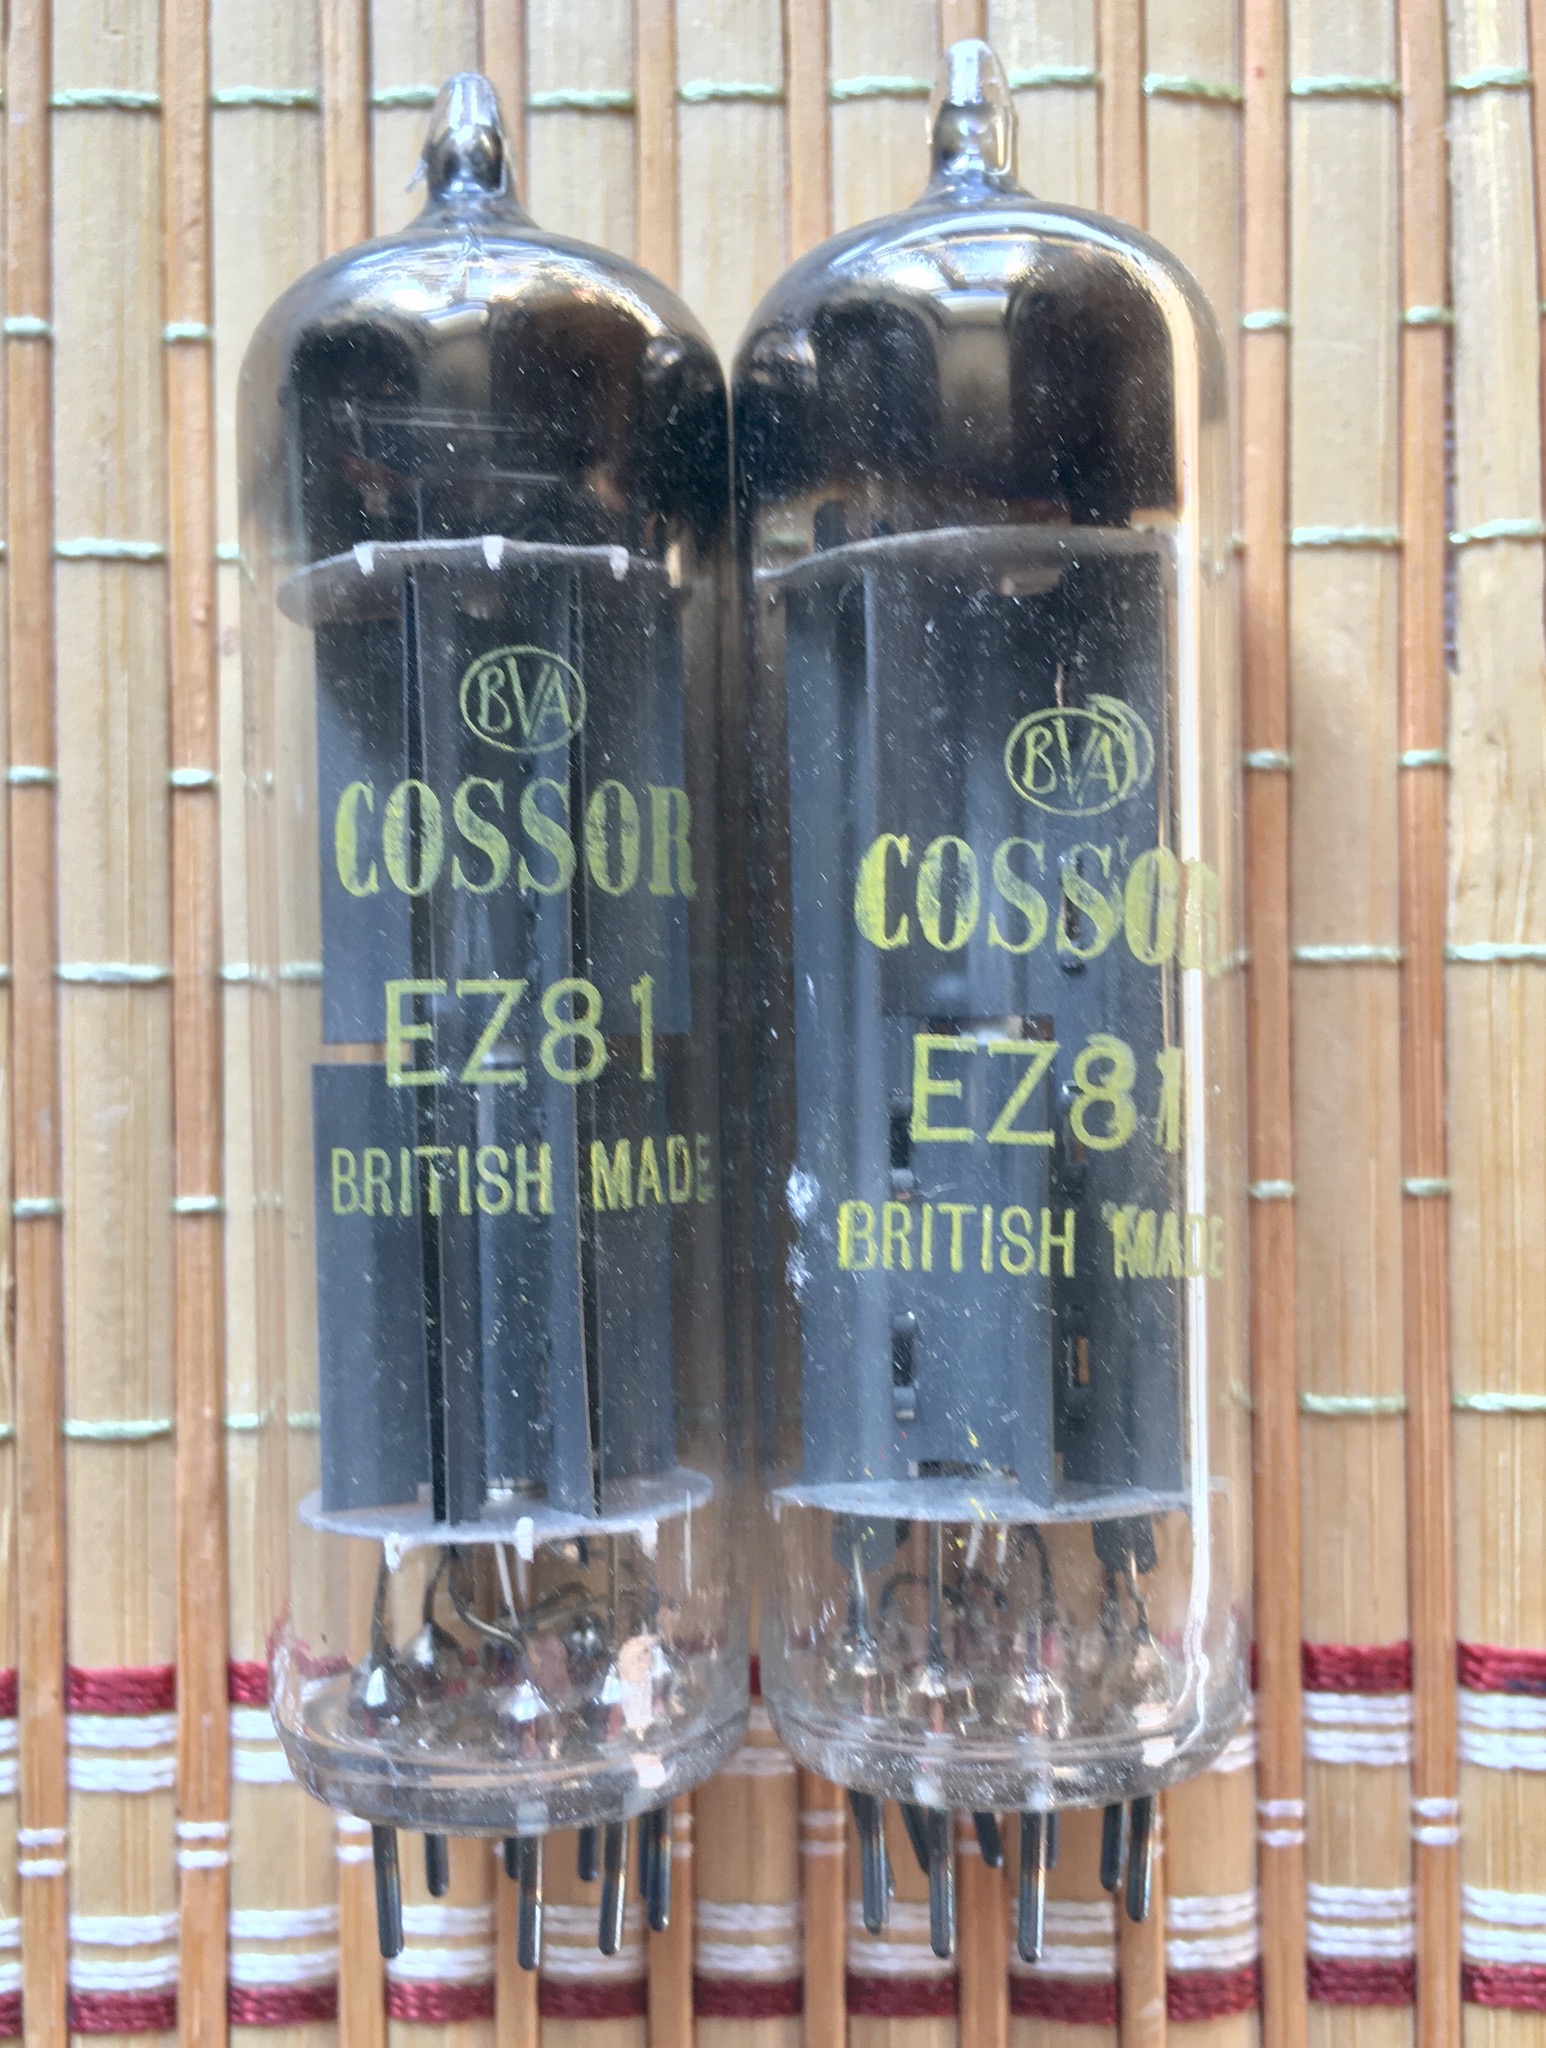 BVA
COSSOR
EZ81
BRITISH MADE
BVA
COSSOR
EZ81
BRITISH MADE